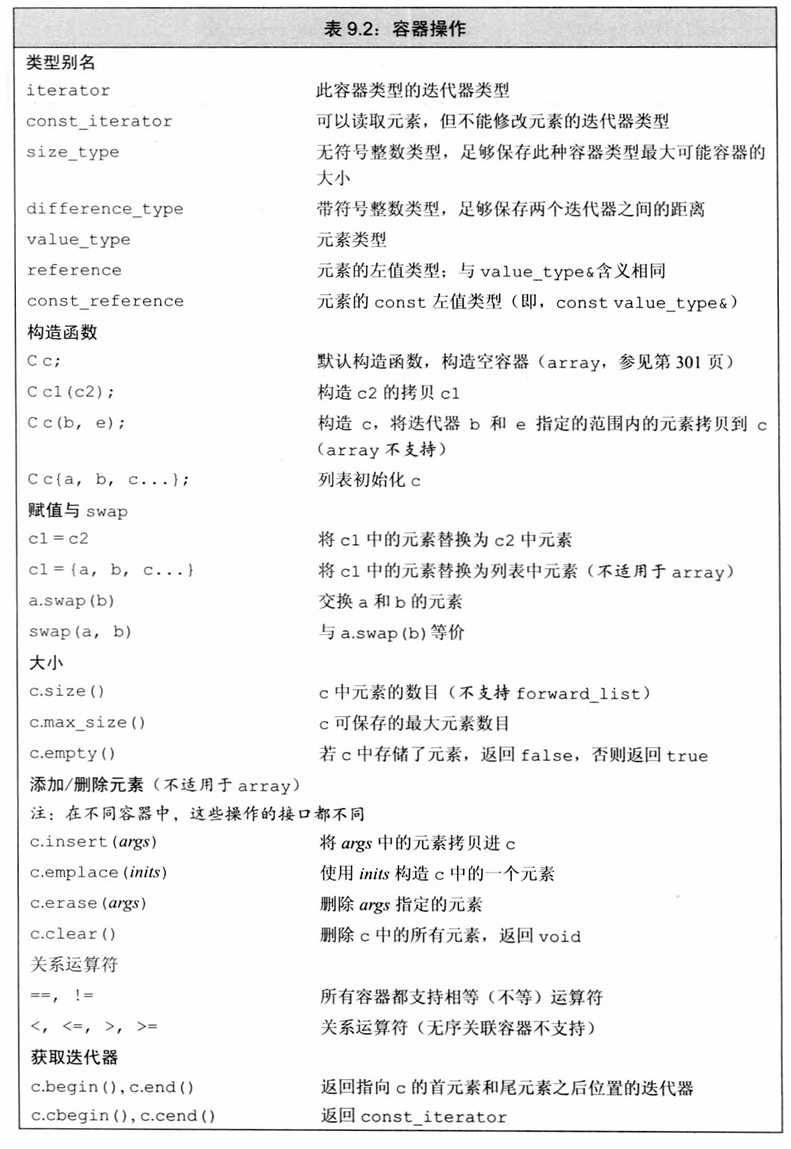 表 9.2：容器操作
类型别名
iterator 此容器类型的迭代器类型
const_iterator 可以读取元素，但不能修改元素的迭代器类型
size_type 无符号整数类型，足够保存此种容器类型最大可能容器的
大小
difference_type 带符号整数类型，足够保存两个迭代器之间的距离
value_type 元素类型
reference 元素的左值类型；与 value_type&含义相同
const_reference 元素的 const 左值类型（即，const value_type&）
构造函数
C c; 默认构造函数，构造空容器（array，参见第 301 页）
C c1(c2); 构造 c2 的拷贝 c1
C c(b, e); 构造 c，将迭代器 b 和 e 指定的范围内的元素拷贝到 c
（array 不支持）
C c{a, b, c...}; 列表初始化 c
赋值与 swap
c1 = c2 将 c1 中的元素替换为 c2 中元素
c1 = {a, b, c...} 将 c1 中的元素替换为列表中元素（不适用于 array）
a.swap(b) 交换 a 和 b 的元素
swap(a, b) 与 a.swap(b)等价
大小
c.size() c 中元素的数目（不支持 forward_list）
c.max_size() c 可保存的最大元素数目
c.empty() 若 c 中存储了元素，返回 false，否则返回 true
添加/删除元素（不适用于 array）
注：在不同容器中，这些操作的接口都不同
c.insert(args) 将 args 中的元素拷贝进 c
c.emplace(inits) 使用 inits 构造 c 中的一个元素
c.erase(args) 删除 args 指定的元素
c.clear() 删除 c 中的所有元素，返回 void
关系运算符
==, != 所有容器都支持相等（不等）运算符
<, <=, >, >= 关系运算符（无序关联容器不支持）
获取迭代器
c.begin(), c.end() 返回指向 c 的首元素和尾元素之后位置的迭代器
c.cbegin(), c.cend() 返回 const_iterator